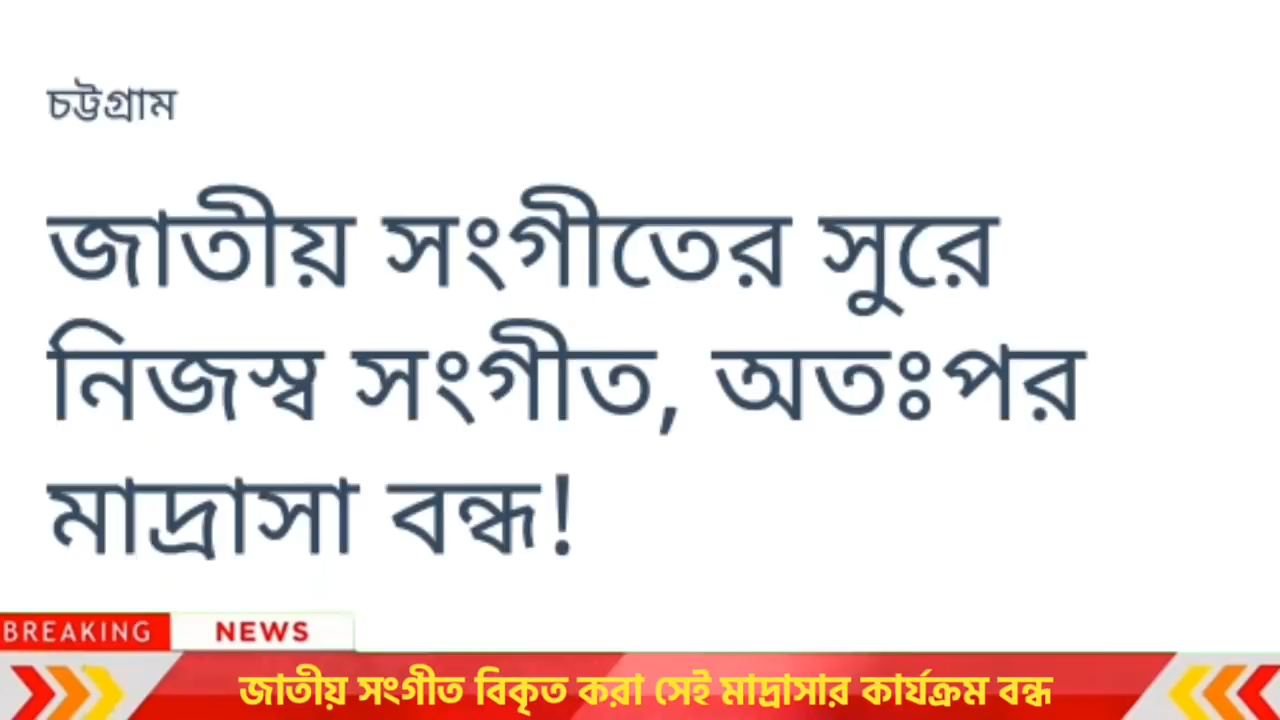 চট্টগ্রাম
জাতীয় সংগীতের সুরে
নিজস্ব সংগীত, অতঃপর
মাদ্রাসা বন্ধ!
BREAKING NEWS
জাতীয় সংগীত বিকৃত করা সেই মাদ্রাসার কার্যক্রম বন্ধ